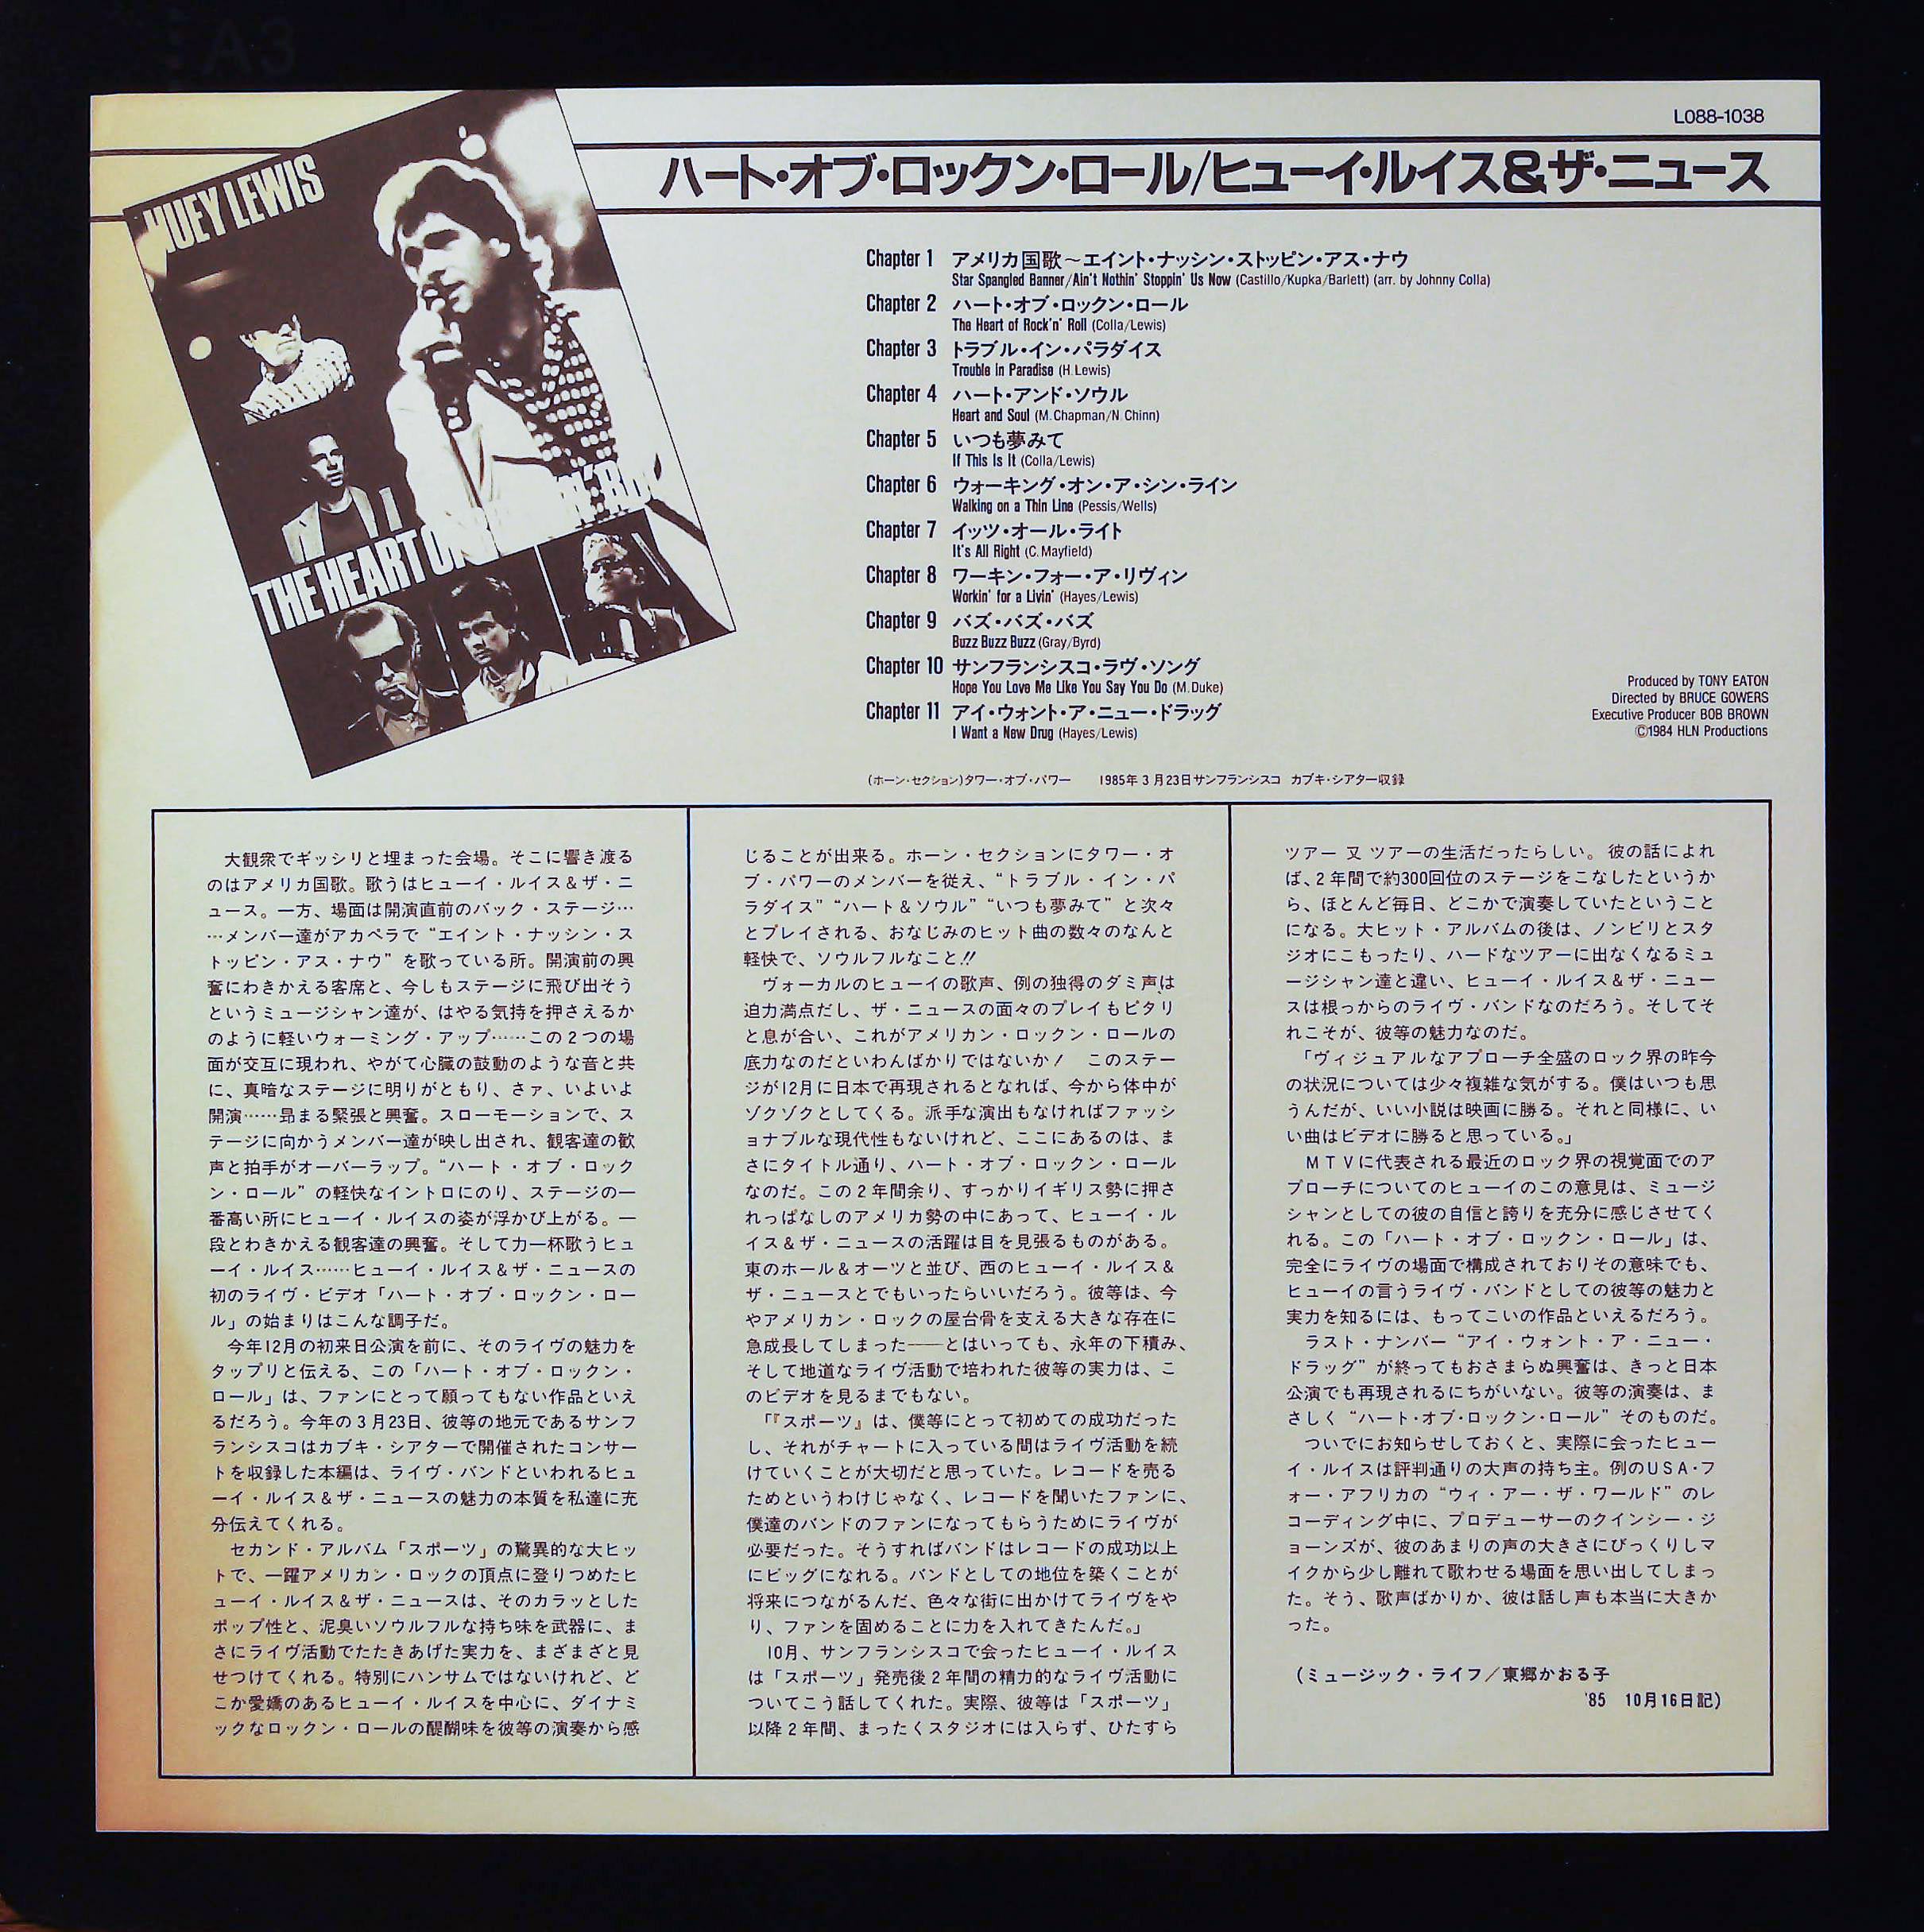 L088-1038
ハート・オブ・ロックン・ロール/ヒューイ・ルイス&ザ・ニュース
HUEY LEWIS
THE HEART O
Chapter 1 アメリカ国歌〜エイント・ナッシン・ストッピン・アス・ナウ
Star Spangled Banner/Ain't Nothin' Stoppin' Us Now (Castillo/Kupka/Barlett) (arr. by Johnny Colla)
Chapter 2 ハート・オブ・ロックン・ロール
The Heart of Rock'n' Roll (Colla/Lewis)
Chapter 3 トラブル・イン・パラダイス
Trouble in Paradise (H.Lewis)
Chapter 4 ハート・アンド・ソウル
Heart and Soul (M.Chapman/N.Chinn)
Chapter 5 いつも夢みて
If This Is It (Colla/Lewis)
Chapter 6 ウォーキング・オン・ア・シン・ライン
Walking on a Thin Line (Pessis/Wells)
Chapter 7 イッツ・オール・ライト
It's All Right (C.Mayfield)
Chapter 8 ワーキン・フォー・ア・リヴィン
Workin' for a Livin' (Hayes/Lewis)
Chapter 9 バズ・バズ・バズ
Buzz Buzz Buzz (Gray/Byrd)
Chapter 10 サンフランシスコ・ラヴ・ソング
Hope You Love Me Like You Say You Do (M.Duke)
Chapter 11 アイ・ウォント・ア・ニュー・ドラッグ
I Want a New Drug (Hayes/Lewis)
Produced by TONY EATON
Directed by BRUCE GOWERS
Executive Producer BOB BROWN
©1984 HLN Productions
(ホーン・セクション)タワー・オブ・パワー 1985年3月23日サンフランシスコ カブキ・シアター収録
大観衆でギッシリと埋まった会場。そこに響き渡る
のはアメリカ国歌。歌うはヒューイ・ルイス&ザ・ニ
ュース。一方、場面は開演直前のバック・ステージ…
…メンバー達がアカペラで“エイント・ナッシン・ス
トッピン・アス・ナウ”を歌っている所。開演前の興
奮にわきかえる客席と、今しもステージに飛び出そう
というミュージシャン達が、はやる気持を押さえるか
のように軽いウォーミング・アップ……この2つの場
面が交互に現われ、やがて心臓の鼓動のような音と共
に、真暗なステージに明りがともり、さァ、いよいよ
開演……昂まる緊張と興奮。スローモーションで、ス
テージに向かうメンバー達が映し出され、観客達の歓
声と拍手がオーバーラップ。“ハート・オブ・ロック
ン・ロール”の軽快なイントロにのり、ステージの一
番高い所にヒューイ・ルイスの姿が浮かび上がる。一
段とわきかえる観客達の興奮。そして力一杯歌うヒュ
ーイ・ルイス……ヒューイ・ルイス&ザ・ニュースの
初のライヴ・ビデオ「ハート・オブ・ロックン・ロー
ル」の始まりはこんな調子だ。
今年12月の初来日公演を前に、そのライヴの魅力を
タップリと伝える、この「ハート・オブ・ロックン・
ロール」は、ファンにとって願ってもない作品といえ
るだろう。今年の3月23日、彼等の地元であるサンフ
ランシスコはカブキ・シアターで開催されたコンサー
トを収録した本編は、ライヴ・バンドといわれるヒュ
ーイ・ルイス&ザ・ニュースの魅力の本質を私達に充
分伝えてくれる。
セカンド・アルバム「スポーツ」の驚異的な大ヒッ
トで、一躍アメリカン・ロックの頂点に登りつめたヒ
ューイ・ルイス&ザ・ニュースは、そのカラッとした
ポップ性と、泥臭いソウルフルな持ち味を武器に、ま
さにライヴ活動でたたきあげた実力を、まざまざと見
せつけてくれる。特別にハンサムではないけれど、ど
こか愛嬌のあるヒューイ・ルイスを中心に、ダイナミ
ックなロックン・ロールの醍醐味を彼等の演奏から感
じることが出来る。ホーン・セクションにタワー・オ
ブ・パワーのメンバーを従え、“トラブル・イン・パ
ラダイス”“ハート&ソウル”“いつも夢みて”と次々
とプレイされる、おなじみのヒット曲の数々のなんと
軽快で、ソウルフルなこと!!
ヴォーカルのヒューイの歌声、例の独得のダミ声は
迫力満点だし、ザ・ニュースの面々のプレイもピタリ
と息が合い、これがアメリカン・ロックン・ロールの
底力なのだといわんばかりではないか! このステー
ジが12月に日本で再現されるとなれば、今から体中が
ゾクゾクとしてくる。派手な演出もなければファッシ
ョナブルな現代性もないけれど、ここにあるのは、ま
さにタイトル通り、ハート・オブ・ロックン・ロール
なのだ。この2年間余り、すっかりイギリス勢に押さ
れっぱなしのアメリカ勢の中にあって、ヒューイ・ル
イス&ザ・ニュースの活躍は目を見張るものがある。
東のホール&オーツと並び、西のヒューイ・ルイス&
ザ・ニュースとでもいったらいいだろう。彼等は、今
やアメリカン・ロックの屋台骨を支える大きな存在に
急成長してしまった──とはいっても、永年の下積み、
そして地道なライヴ活動で培われた彼等の実力は、こ
のビデオを見るまでもない。
「『スポーツ』は、僕等にとって初めての成功だった
し、それがチャートに入っている間はライヴ活動を続
けていくことが大切だと思っていた。レコードを売る
ためというわけじゃなく、レコードを聞いたファンに、
僕達のバンドのファンになってもらうためにライヴが
必要だった。そうすればバンドはレコードの成功以上
にビッグになれる。バンドとしての地位を築くことが
将来につながるんだ、色々な街に出かけてライヴをや
り、ファンを固めることに力を入れてきたんだ。」
10月、サンフランシスコで会ったヒューイ・ルイス
は「スポーツ」発売後2年間の精力的なライヴ活動に
ついてこう話してくれた。実際、彼等は「スポーツ」
以降2年間、まったくスタジオには入らず、ひたすら
ツアー 又 ツアーの生活だったらしい。彼の話によれ
ば、2年間で約300回位のステージをこなしたというか
ら、ほとんど毎日、どこかで演奏していたということ
になる。大ヒット・アルバムの後は、ノンビリとスタ
ジオにこもったり、ハードなツアーに出なくなるミュ
ージシャン達と違い、ヒューイ・ルイス&ザ・ニュー
スは根っからのライヴ・バンドなのだろう。そしてそ
れこそが、彼等の魅力なのだ。
「ヴィジュアルなアプローチ全盛のロック界の昨今
の状況については少々複雑な気がする。僕はいつも思
うんだが、いい小説は映画に勝る。それと同様に、い
い曲はビデオに勝ると思っている。」
MTVに代表される最近のロック界の視覚面でのア
プローチについてのヒューイのこの意見は、ミュージ
シャンとしての彼の自信と誇りを充分に感じさせてく
れる。この「ハート・オブ・ロックン・ロール」は、
完全にライヴの場面で構成されておりその意味でも、
ヒューイの言うライヴ・バンドとしての彼等の魅力と
実力を知るには、もってこいの作品といえるだろう。
ラスト・ナンバー“アイ・ウォント・ア・ニュー・
ドラッグ”が終ってもおさまらぬ興奮は、きっと日本
公演でも再現されるにちがいない。彼等の演奏は、ま
さしく“ハート・オブ・ロックン・ロール”そのものだ。
ついでにお知らせしておくと、実際に会ったヒュー
イ・ルイスは評判通りの大声の持ち主。例のUSA・フ
ォー・アフリカの“ウィ・アー・ザ・ワールド”のレ
コーディング中に、プロデューサーのクインシー・ジ
ョーンズが、彼のあまりの声の大きさにびっくりしマ
イクから少し離れて歌わせる場面を思い出してしまっ
た。そう、歌声ばかりか、彼は話し声も本当に大きか
った。
(ミュージック・ライフ/東郷かおる子
'85 10月16日記)